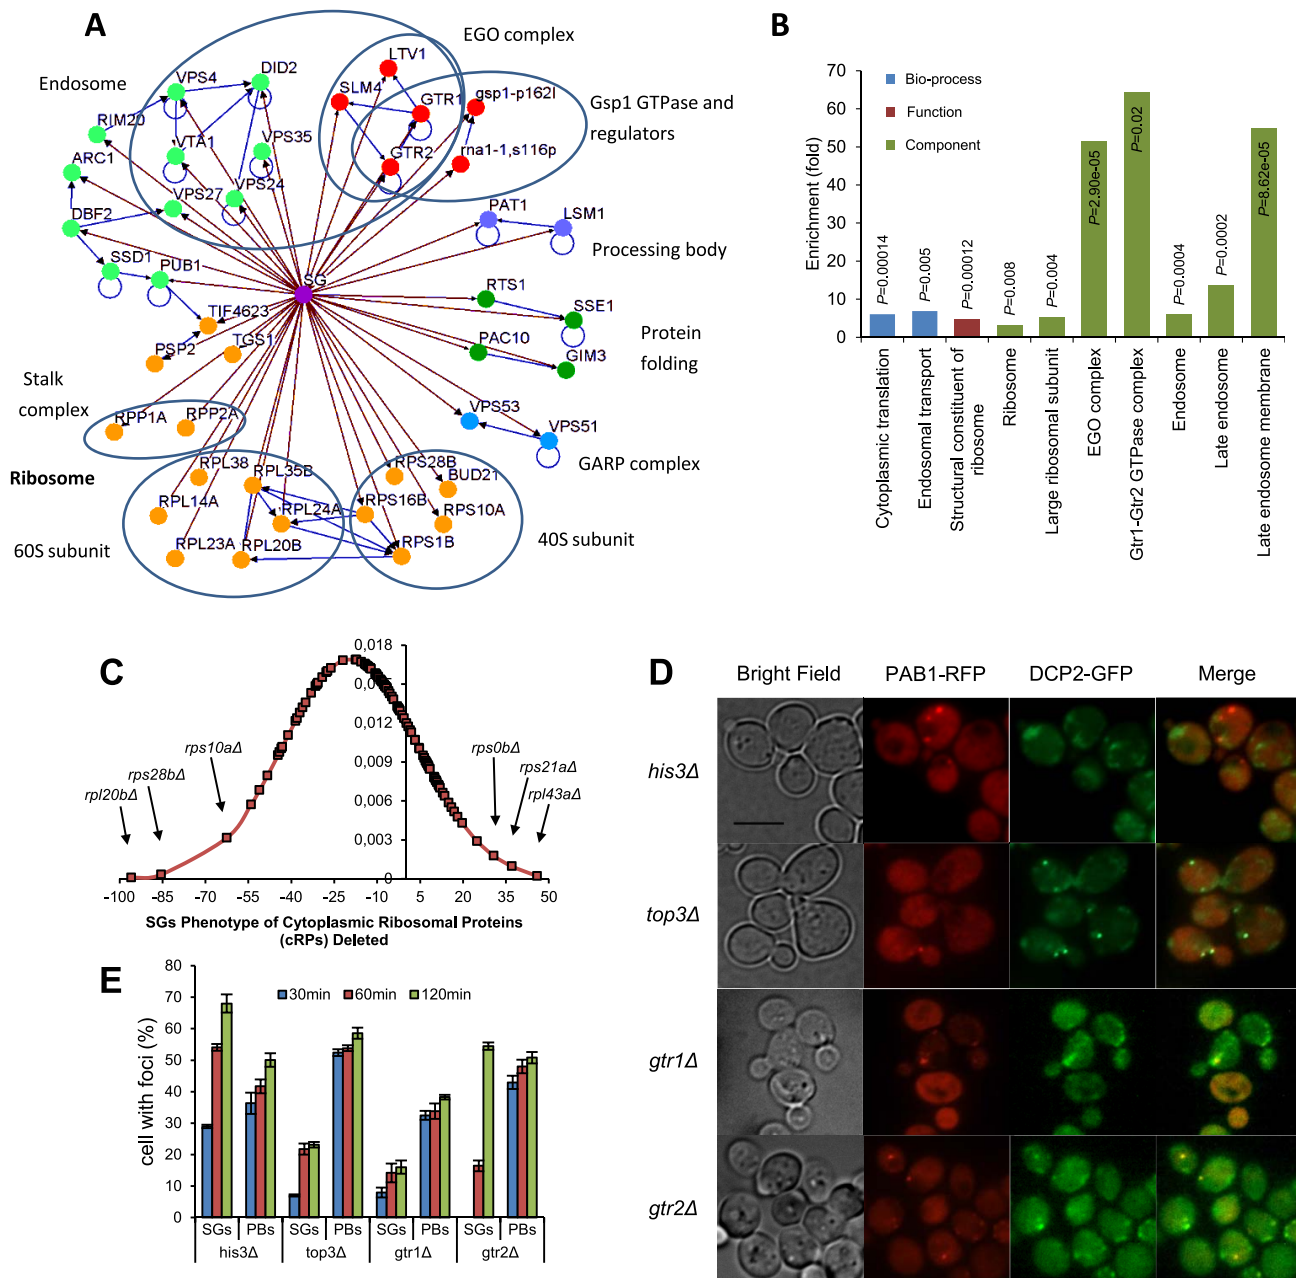 A
EGO complex
Endosome
VPS4
DID2
LTV1
SLM4
GTR1
gsp1-p162l
Gsp1 GTPase and
regulators
RIM20
VTA1
VPS35
GTR2
rna1-1,s116p
ARC1
VPS27
VPS24
DBF2
PAT1
LSM1
Processing body
SSD1
PUB1
SG
RTS1
SSE1
TIF4623
PSP2
TGS1
PAC10
GIM3
Protein
folding
Stalk
complex
RPP1A
RPP2A
VPS53
VPS51
GARP complex
Ribosome
RPL38
RPL35B
RPS28B
BUD21
RPL14A
RPL24A
RPS16B
RPS10A
RPL23A
RPL20B
RPS1B
60S subunit
40S subunit
B
Enrichment (fold)
70
60
50
40
30
20
10
0
Bio-process
Function
Component
P=0.00014
P=0.005
P=0.00012
P=0.008
P=0.004
P=2.90e-05
P=0.02
P=0.0004
P=0.0002
P=8.62e-05
Cytoplasmic translation
Endosomal transport
Structural constituent of
ribosome
Ribosome
Large ribosomal subunit
EGO complex
Gtr1-Gtr2 GTPase complex
Endosome
Late endosome
Late endosome membrane
C
0,018
0,015
0,012
0,009
0,006
0,003
0
rpl20bΔ
rps28bΔ
rps10aΔ
rps0bΔ
rps21aΔ
rpl43aΔ
-100 -85 -70 -55 -40 -25 -10 5 20 35 50
SGs Phenotype of Cytoplasmic Ribosomal Proteins
(cRPs) Deleted
D
Bright Field PAB1-RFP DCP2-GFP Merge
his3Δ
top3Δ
gtr1Δ
gtr2Δ
E
cell with foci (%)
80
70
60
50
40
30
20
10
0
30min 60min 120min
SGs PBs SGs PBs SGs PBs SGs PBs
his3Δ top3Δ gtr1Δ gtr2Δ